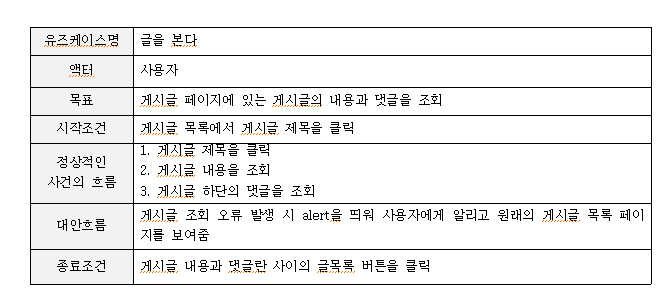 유즈케이스명 글을 본다
액터 사용자
목표 게시글 페이지에 있는 게시글의 내용과 댓글을 조회
시작조건 게시글 목록에서 게시글 제목을 클릭
정상적인
사건의 흐름
1. 게시글 제목을 클릭
2. 게시글 내용을 조회
3. 게시글 하단의 댓글을 조회
대안흐름
게시글 조회 오류 발생 시 alert을 띄워 사용자에게 알리고 원래의 게시글 목록 페이
지를 보여줌
종료조건 게시글 내용과 댓글란 사이의 글목록 버튼을 클릭